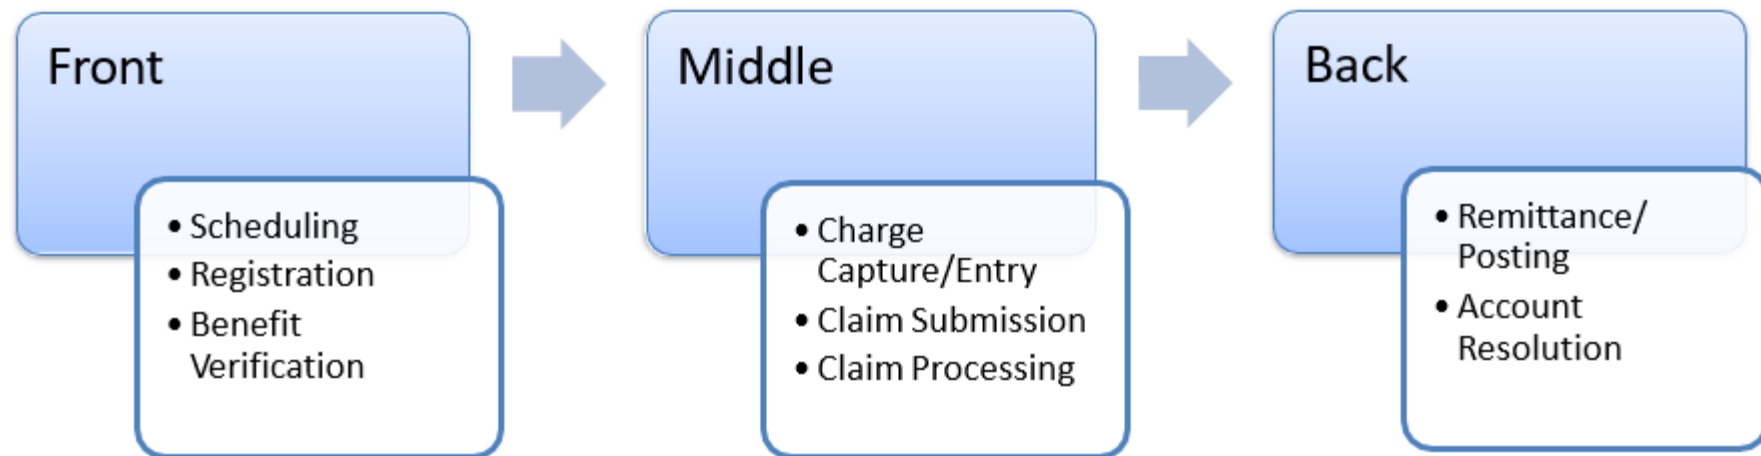 Front
• Scheduling
• Registration
• Benefit
Verification
Middle
• Charge
Capture/Entry
• Claim Submission
• Claim Processing
Back
• Remittance/
Posting
• Account
Resolution